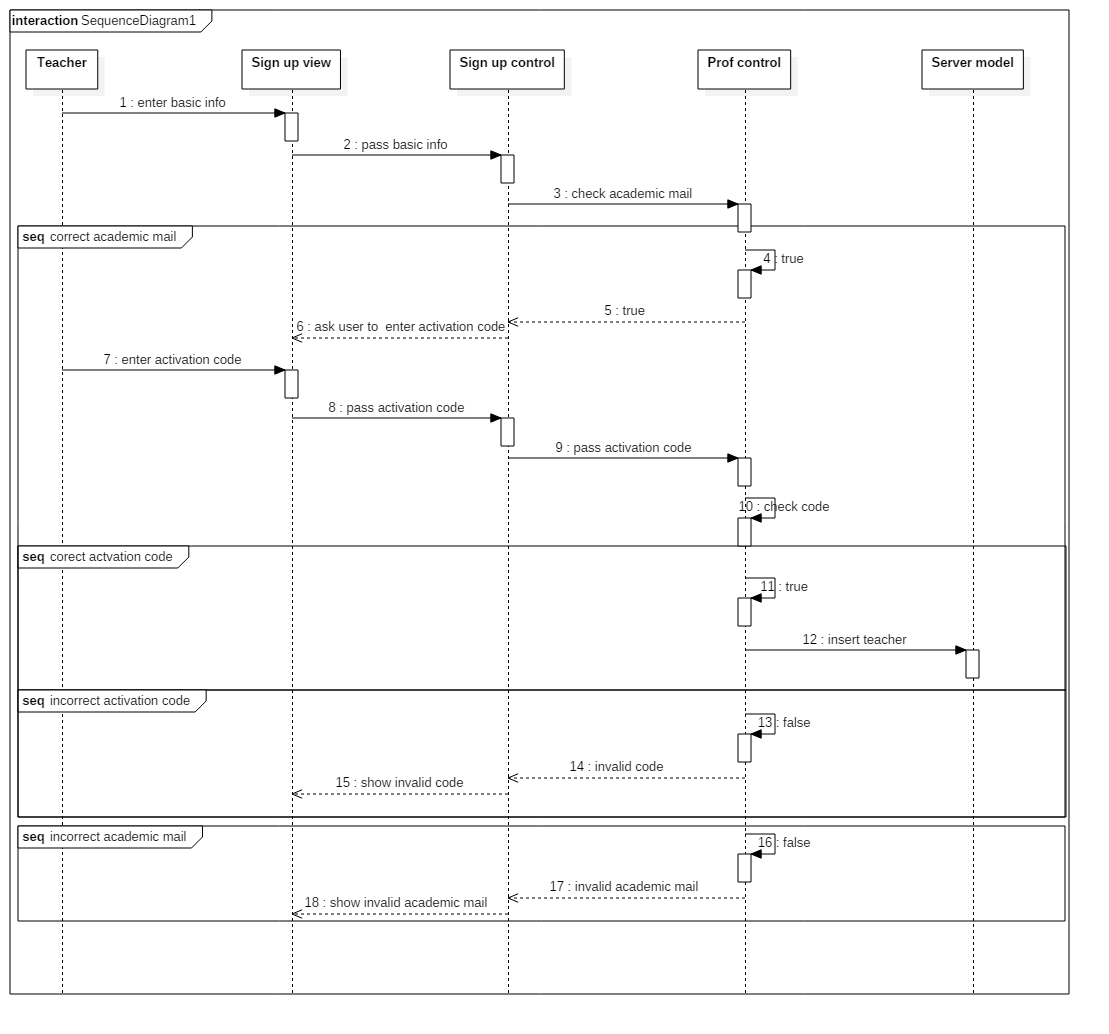 interaction SequenceDiagram1
Teacher
Sign up view
Sign up control
Prof control
Server model
1 : enter basic info
2 : pass basic info
3 : check academic mail
seq correct academic mail
4 : true
5 : true
6 : ask user to  enter activation code
7 : enter activation code
8 : pass activation code
9 : pass activation code
10 : check code
seq corect actvation code
11 : true
12 : insert teacher
seq incorrect activation code
13 : false
14 : invalid code
15 : show invalid code
seq incorrect academic mail
16 : false
17 : invalid academic mail
18 : show invalid academic mail